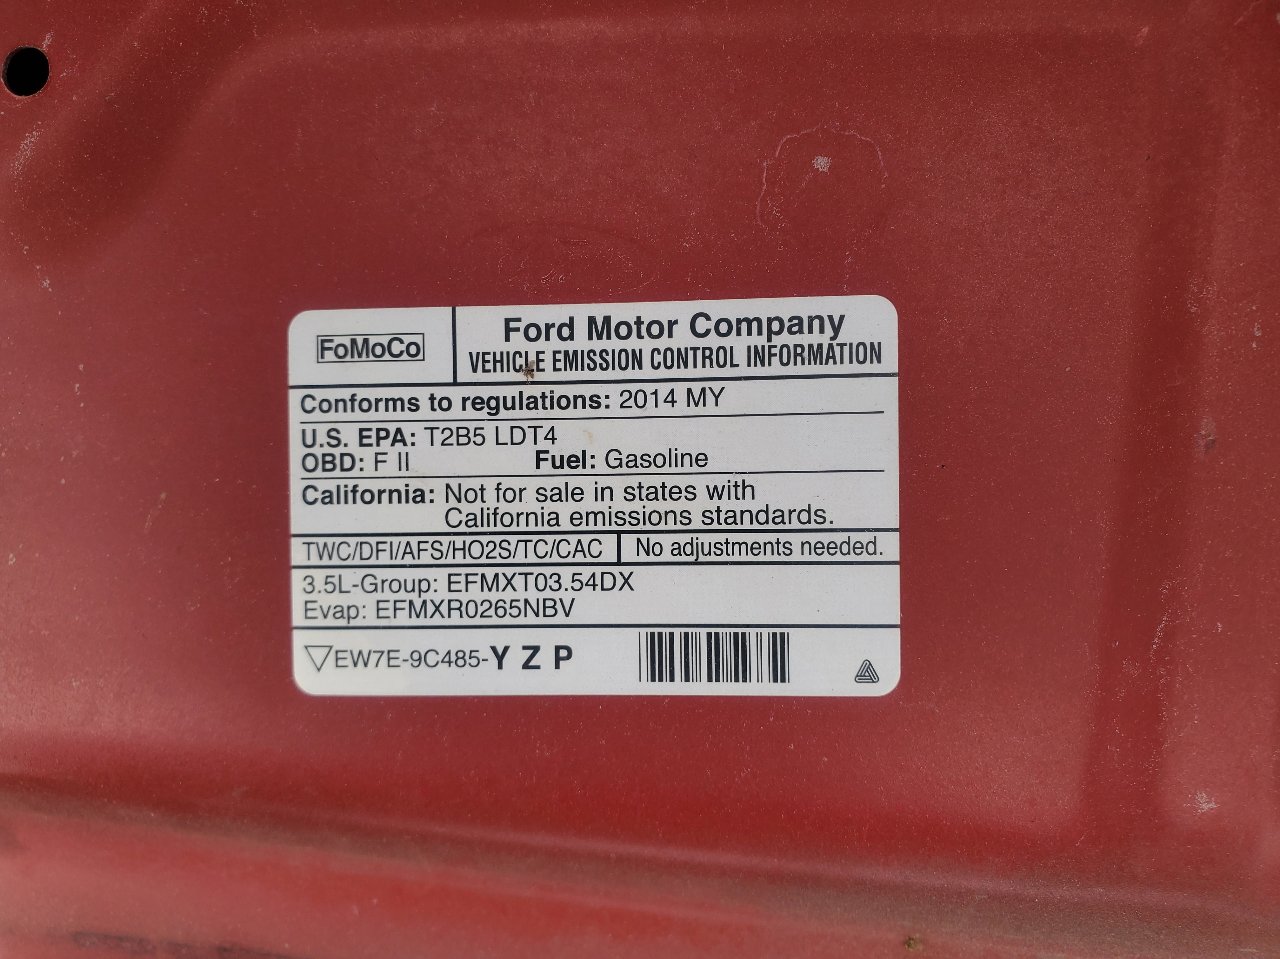 FoMoCo
Ford Motor Company
VEHICLE EMISSION CONTROL INFORMATION
Conforms to regulations: 2014 MY
U.S. EPA: T2B5 LDT4
OBD: F II Fuel: Gasoline
California: Not for sale in states with
California emissions standards.
TWC/DFI/AFS/HO2S/TC/CAC No adjustments needed.
3.5L-Group: EFMXT03.54DX
Evap: EFMXR0265NBV
EW7E-9C485-Y Z P